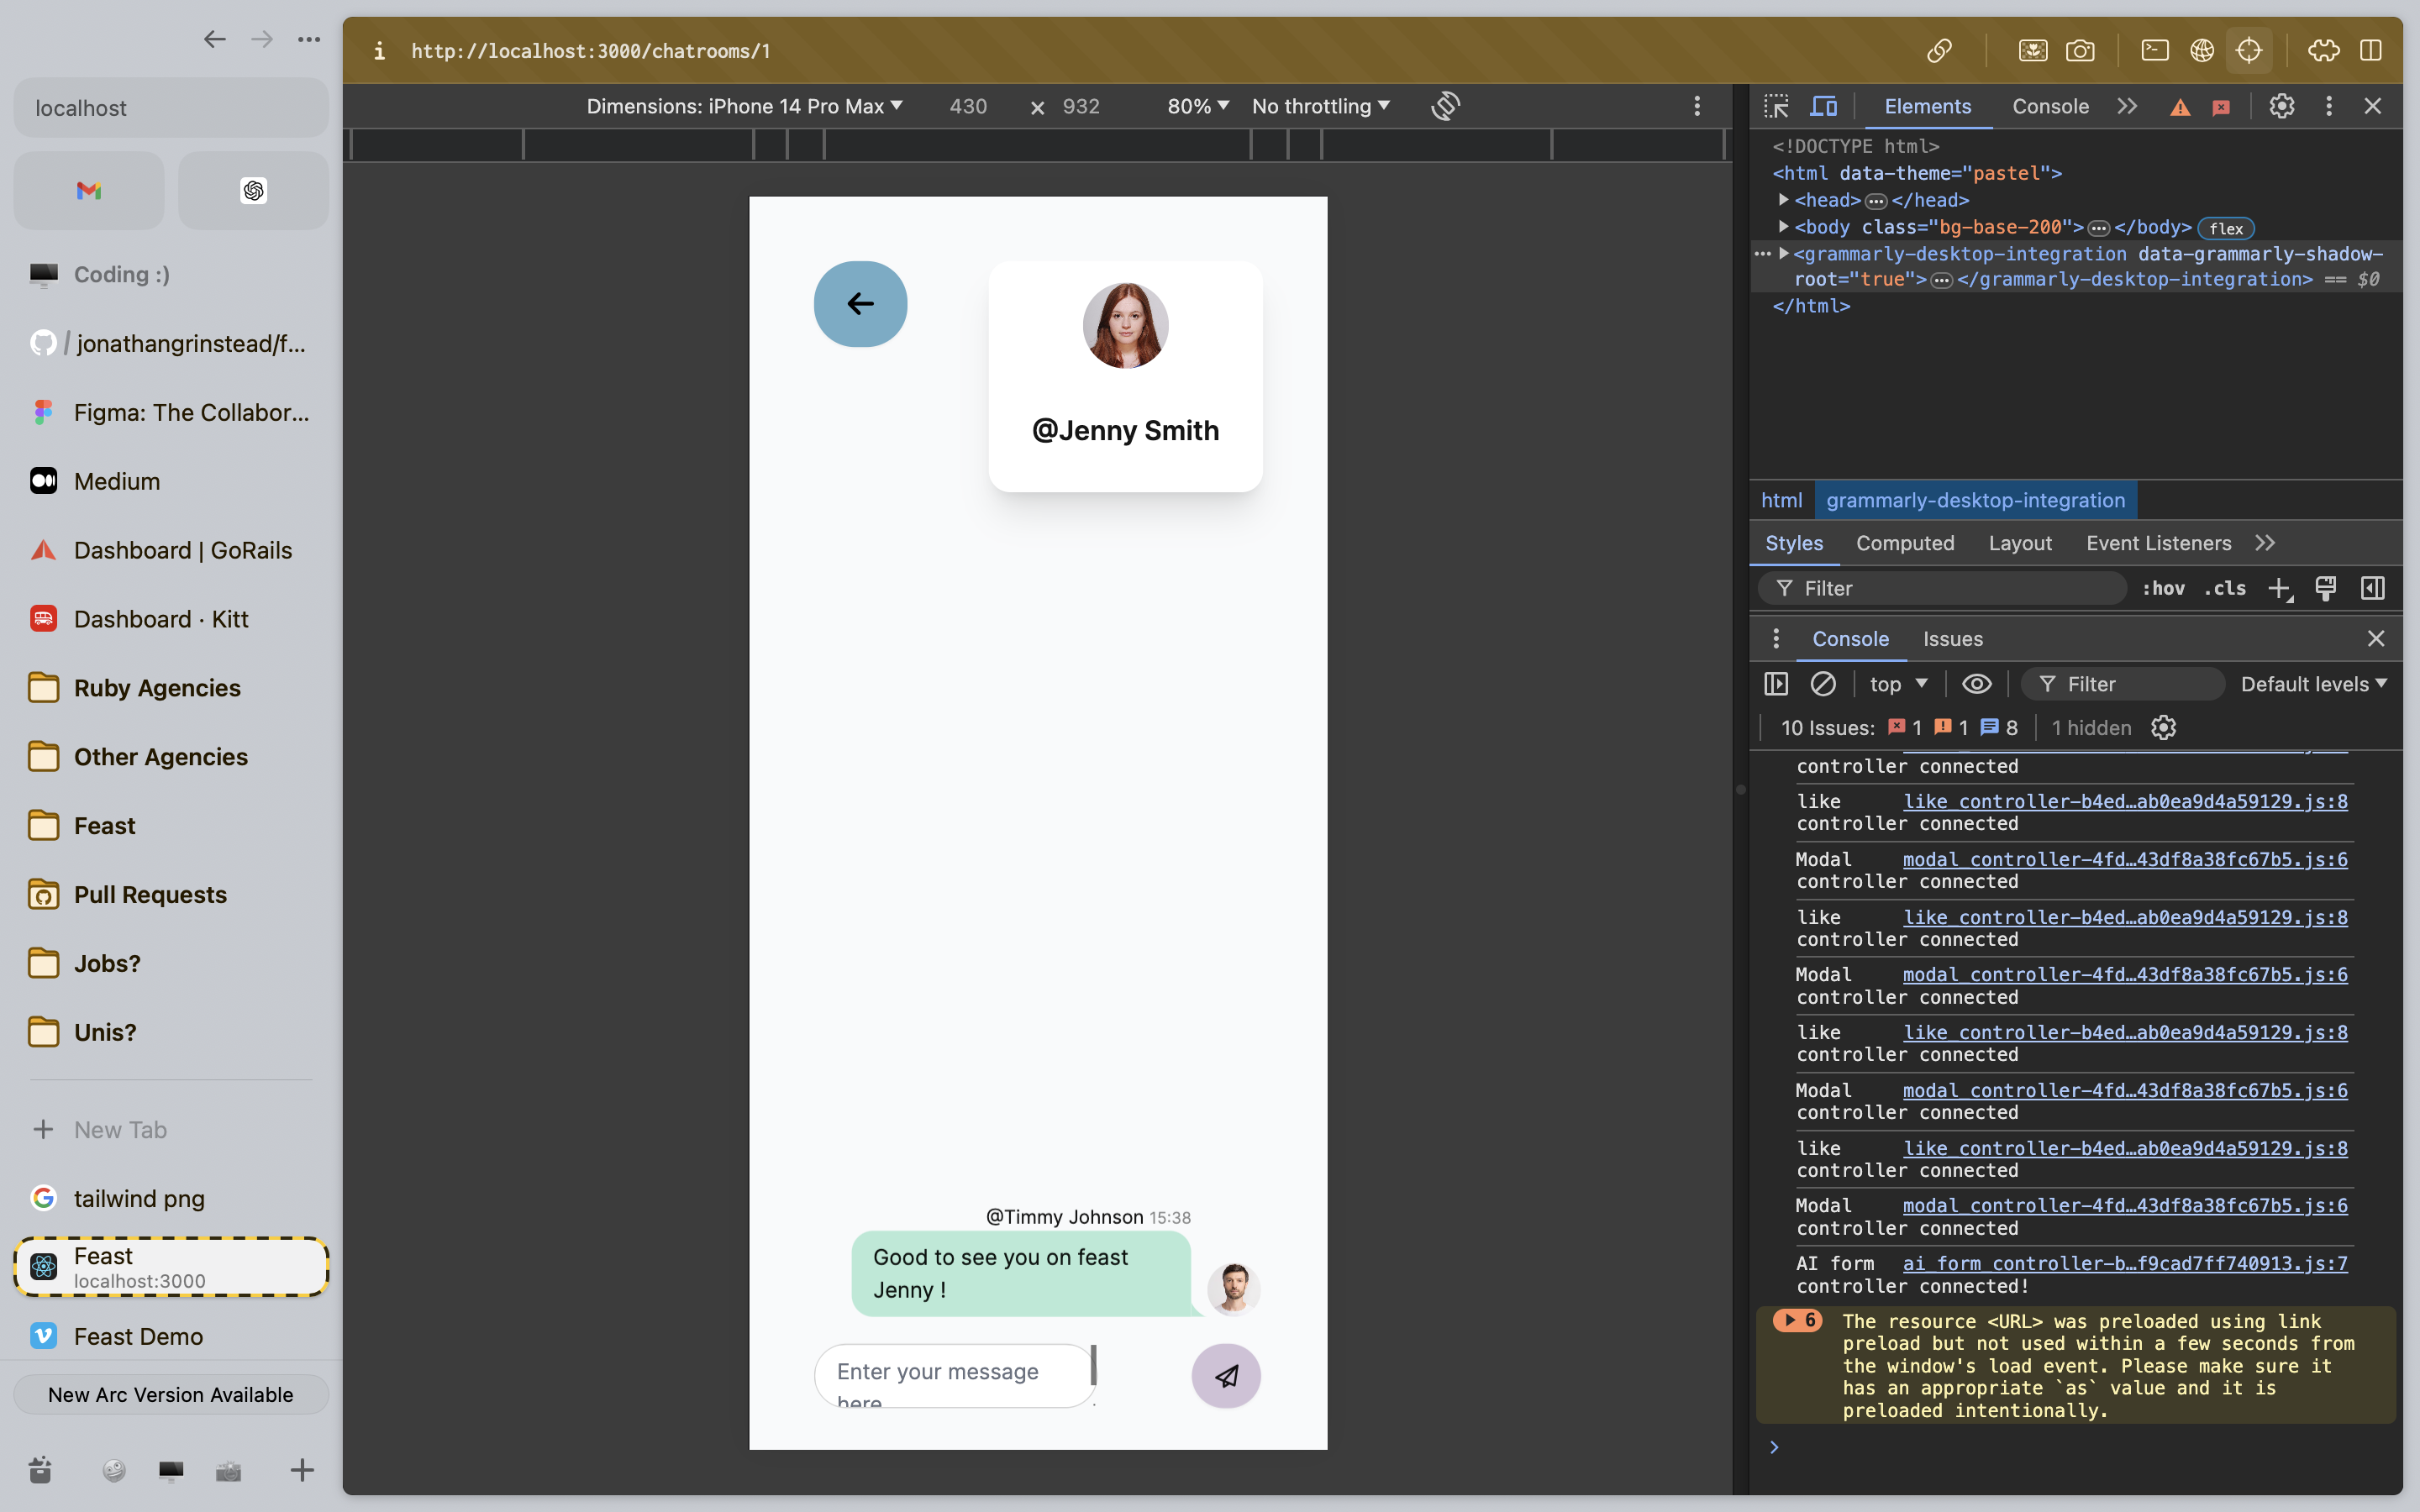 localhost
Coding :)
/ jonathangrinstead/f...
Figma: The Collabor...
Medium
Dashboard | GoRails
Dashboard · Kitt
Ruby Agencies
Other Agencies
Feast
Pull Requests
Jobs?
Unis?
New Tab
tailwind png
Feast
localhost:3000
Feast Demo
New Arc Version Available
http://localhost:3000/chatrooms/1
Dimensions: iPhone 14 Pro Max 430 × 932 80% No throttling
@Jenny Smith
@Timmy Johnson 15:38
Good to see you on feast
Jenny !
Enter your message
here
Elements Console
<!DOCTYPE html>
<html data-theme="pastel">
<head>…</head>
<body class="bg-base-200">…</body> flex
<grammarly-desktop-integration data-grammarly-shadow-
root="true">…</grammarly-desktop-integration> == $0
</html>
html grammarly-desktop-integration
Styles Computed Layout Event Listeners
Filter :hov .cls
Console Issues
top Filter Default levels
10 Issues: 1 1 8 1 hidden
controller connected
like like_controller-b4ed…ab0ea9d4a59129.js:8
controller connected
Modal modal_controller-4fd…43df8a38fc67b5.js:6
controller connected
like like_controller-b4ed…ab0ea9d4a59129.js:8
controller connected
Modal modal_controller-4fd…43df8a38fc67b5.js:6
controller connected
like like_controller-b4ed…ab0ea9d4a59129.js:8
controller connected
Modal modal_controller-4fd…43df8a38fc67b5.js:6
controller connected
like like_controller-b4ed…ab0ea9d4a59129.js:8
controller connected
Modal modal_controller-4fd…43df8a38fc67b5.js:6
controller connected
AI form ai_form_controller-b…f9cad7ff740913.js:7
controller connected!
6 The resource <URL> was preloaded using link
preload but not used within a few seconds from
the window's load event. Please make sure it
has an appropriate `as` value and it is
preloaded intentionally.